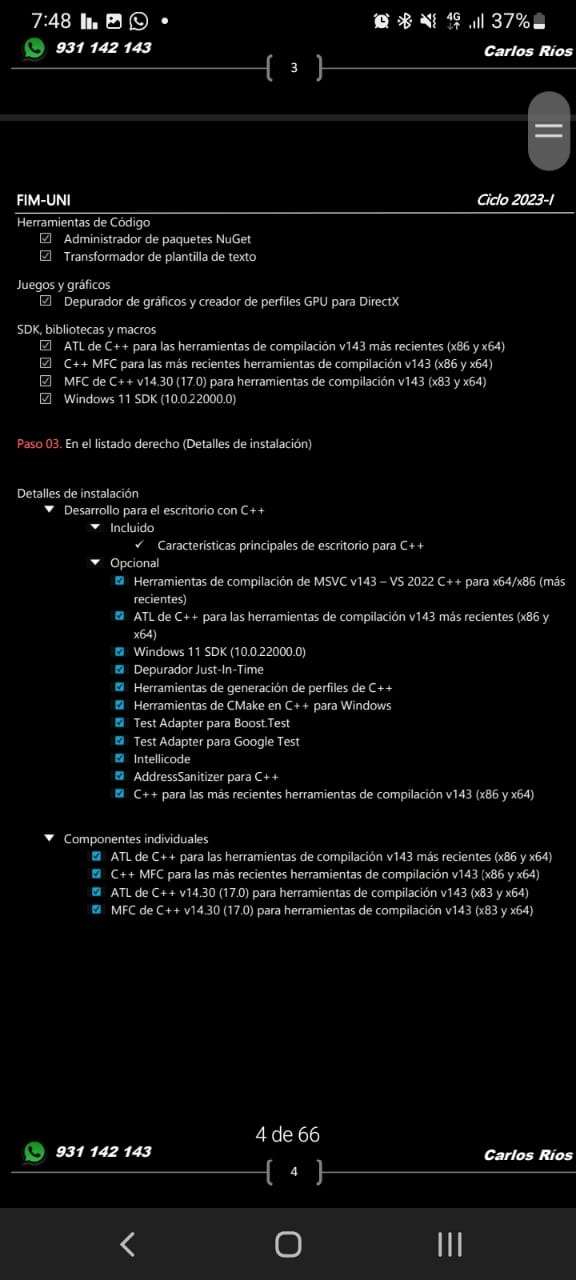 7:48
4G
37%
931 142 143
Carlos Ríos
3
FIM-UNI
Ciclo 2023-I
Herramientas de Código
Administrador de paquetes NuGet
Transformador de plantilla de texto
Juegos y gráficos
Depurador de gráficos y creador de perfiles GPU para DirectX
SDK, bibliotecas y macros
ATL de C++ para las herramientas de compilación v143 más recientes (x86 y x64)
C++ MFC para las más recientes herramientas de compilación v143 (x86 y x64)
MFC de C++ v14.30 (17.0) para herramientas de compilación v143 (x83 y x64)
Windows 11 SDK (10.0.22000.0)
Paso 03. En el listado derecho (Detalles de instalación)
Detalles de instalación
Desarrollo para el escritorio con C++
Incluido
Características principales de escritorio para C++
Opcional
Herramientas de compilación de MSVC v143 – VS 2022 C++ para x64/x86 (más
recientes)
ATL de C++ para las herramientas de compilación v143 más recientes (x86 y
x64)
Windows 11 SDK (10.0.22000.0)
Depurador Just-In-Time
Herramientas de generación de perfiles de C++
Herramientas de CMake en C++ para Windows
Test Adapter para Boost.Test
Test Adapter para Google Test
Intellicode
AddressSanitizer para C++
C++ para las más recientes herramientas de compilación v143 (x86 y x64)
Componentes individuales
ATL de C++ para las herramientas de compilación v143 más recientes (x86 y x64)
C++ MFC para las más recientes herramientas de compilación v143 (x86 y x64)
ATL de C++ v14.30 (17.0) para herramientas de compilación v143 (x83 y x64)
MFC de C++ v14.30 (17.0) para herramientas de compilación v143 (x83 y x64)
4 de 66
931 142 143
Carlos Ríos
4